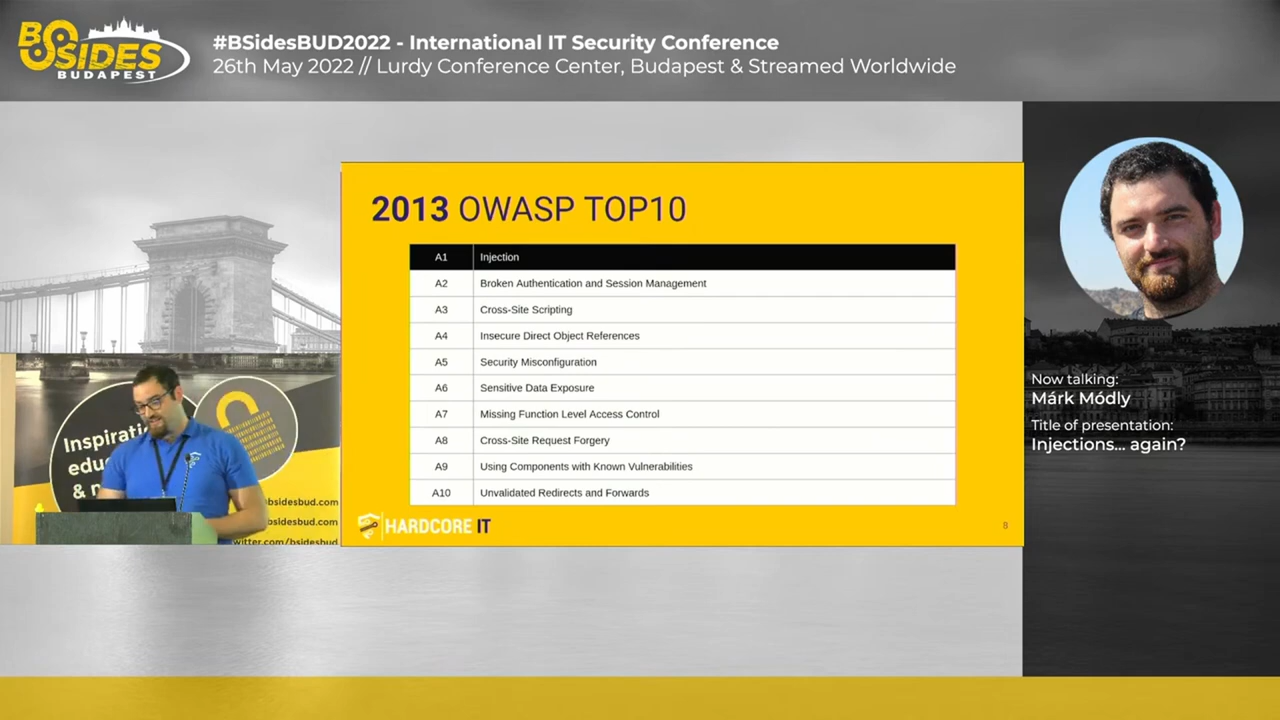 BSIDES
BUDAPEST
#BSidesBUD2022 - International IT Security Conference
26th May 2022 // Lurdy Conference Center, Budapest & Streamed Worldwide
2013 OWASP TOP10
A1 Injection
A2 Broken Authentication and Session Management
A3 Cross-Site Scripting
A4 Insecure Direct Object References
A5 Security Misconfiguration
A6 Sensitive Data Exposure
A7 Missing Function Level Access Control
A8 Cross-Site Request Forgery
A9 Using Components with Known Vulnerabilities
A10 Unvalidated Redirects and Forwards
HARDCORE IT
8
Now talking:
Márk Módly
Title of presentation:
Injections... again?
&
bsidesbud.com
bsidesbud.com
witter.com/bsidesbud